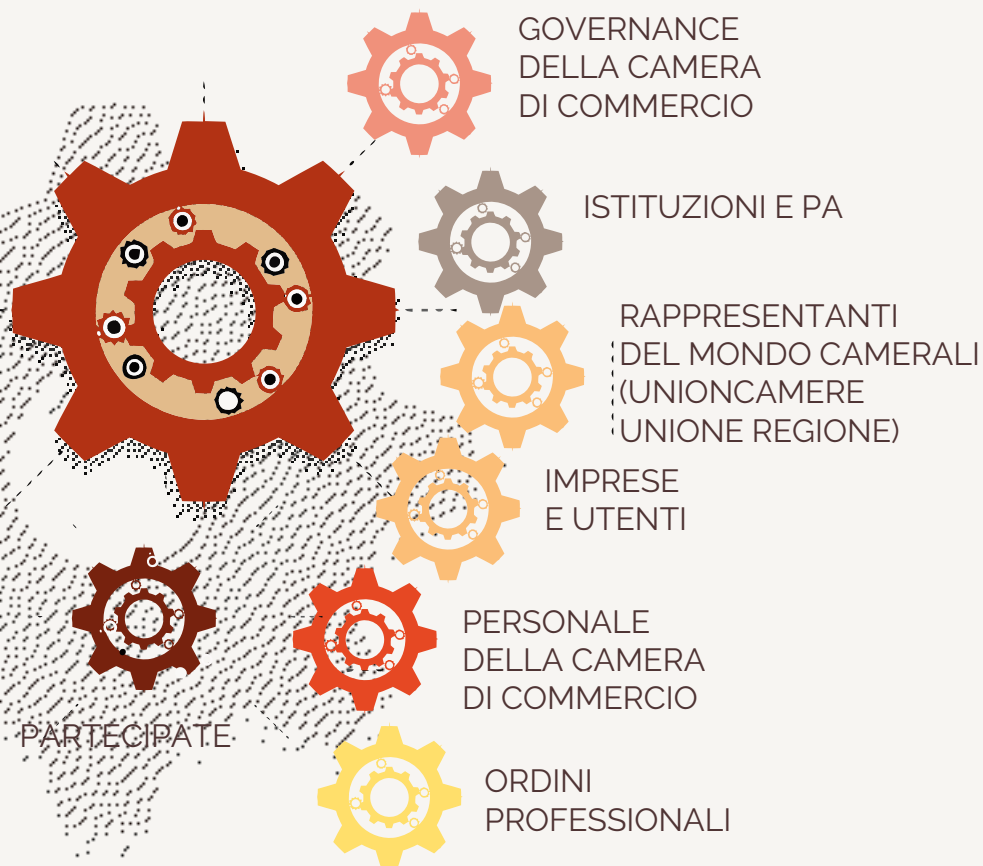 GOVERNANCE
DELLA CAMERA
DI COMMERCIO
ISTITUZIONI E PA
RAPPRESENTANTI
DEL MONDO CAMERALI
(UNIONCAMERE
UNIONE REGIONE)
IMPRESE
E UTENTI
PERSONALE
DELLA CAMERA
DI COMMERCIO
PARTECIPATE
ORDINI
PROFESSIONALI